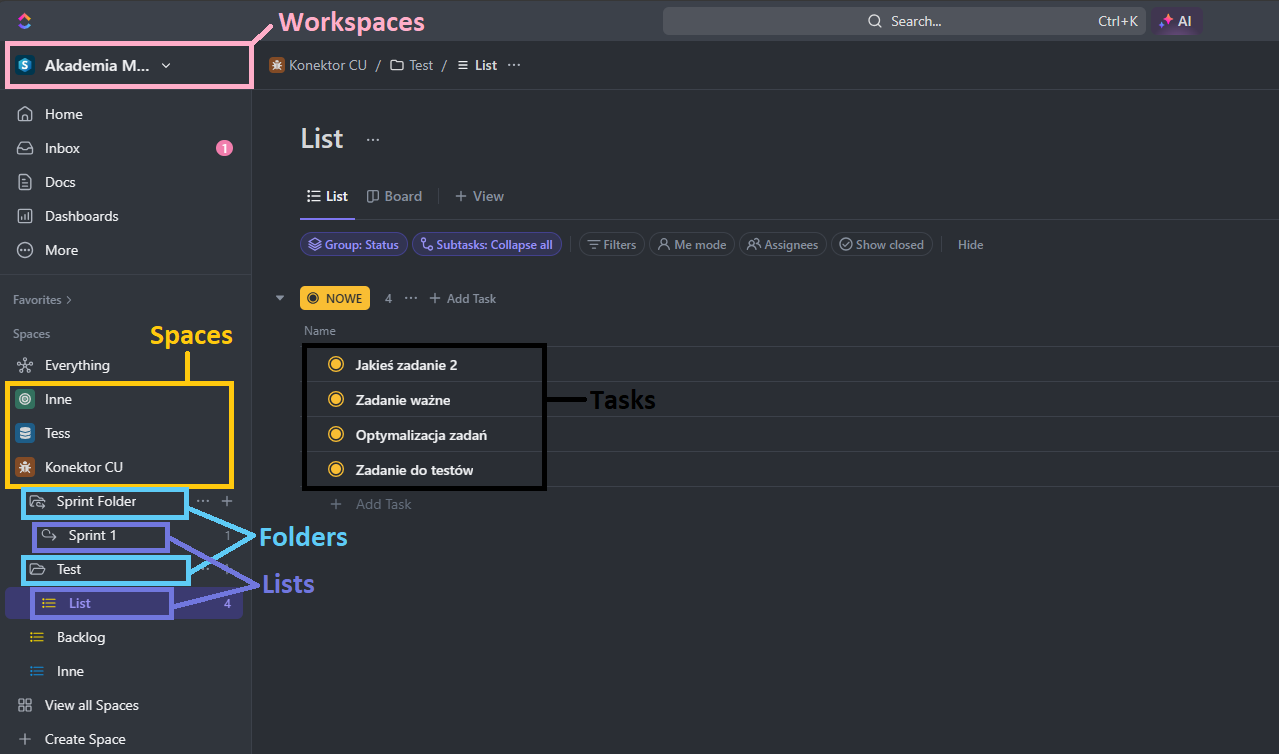 Workspaces
Search...
Ctrl+K
AI
S
Akademia M...
Konektor CU / Test / List ...
Home
Inbox
1
Docs
Dashboards
More
Favorites
Spaces
Spaces
Everything
Inne
Tess
Konektor CU
Sprint Folder
Sprint 1
1
Test
List
4
Backlog
Inne
View all Spaces
Create Space
Folders
Lists
List ...
List
Board
+ View
Group: Status
Subtasks: Collapse all
Filters
Me mode
Assignees
Show closed
Hide
NOWE
4
...
+ Add Task
Name
Jakieś zadanie 2
Zadanie ważne
Optymalizacja zadań
Zadanie do testów
+ Add Task
Tasks